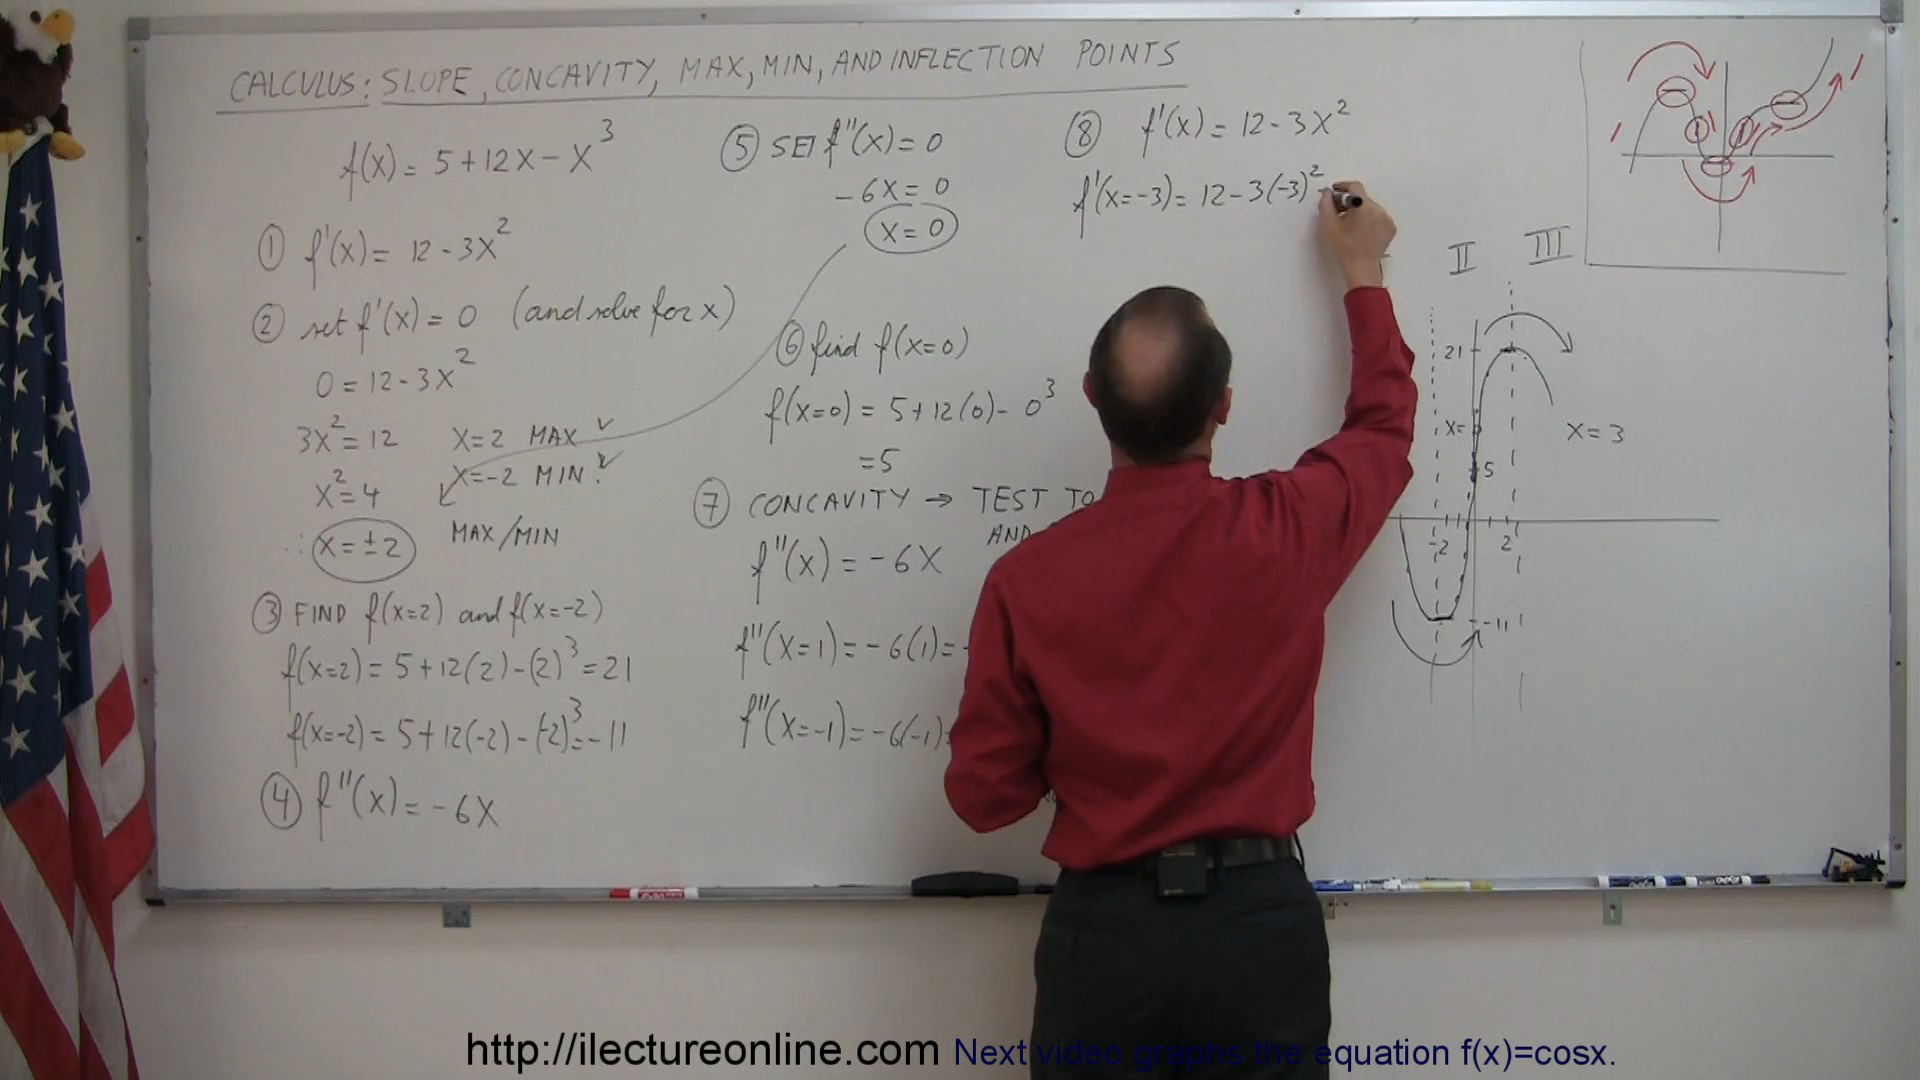 CALCULUS: SLOPE, CONCAVITY, MAX, MIN, AND INFLECTION POINTS
f(x) = 5 + 12x - x³
① f'(x) = 12 - 3x²
② set f'(x) = 0 (and solve for x)
0 = 12 - 3x²
3x² = 12
x² = 4
∴ x = ±2
x = 2 MAX ✓
x = -2 MIN ✓
MAX/MIN
③ FIND f(x=2) and f(x=-2)
f(x=2) = 5 + 12(2) - (2)³ = 21
f(x=-2) = 5 + 12(-2) - (-2)³ = -11
④ f''(x) = -6x
⑤ SET f''(x) = 0
-6x = 0
x = 0
⑥ find f(x=0)
f(x=0) = 5 + 12(0) - 0³
= 5
⑦ CONCAVITY → TEST TO
AND
f''(x) = -6x
f''(x=1) = -6(1) = -
f''(x=-1) = -6(-1) =
⑧ f'(x) = 12 - 3x²
f'(x=-3) = 12 - 3(-3)²
II III
21
x=
x = 3
5
-2 2
-11
http://ilectureonline.com Next video graphs the equation f(x)=cosx.